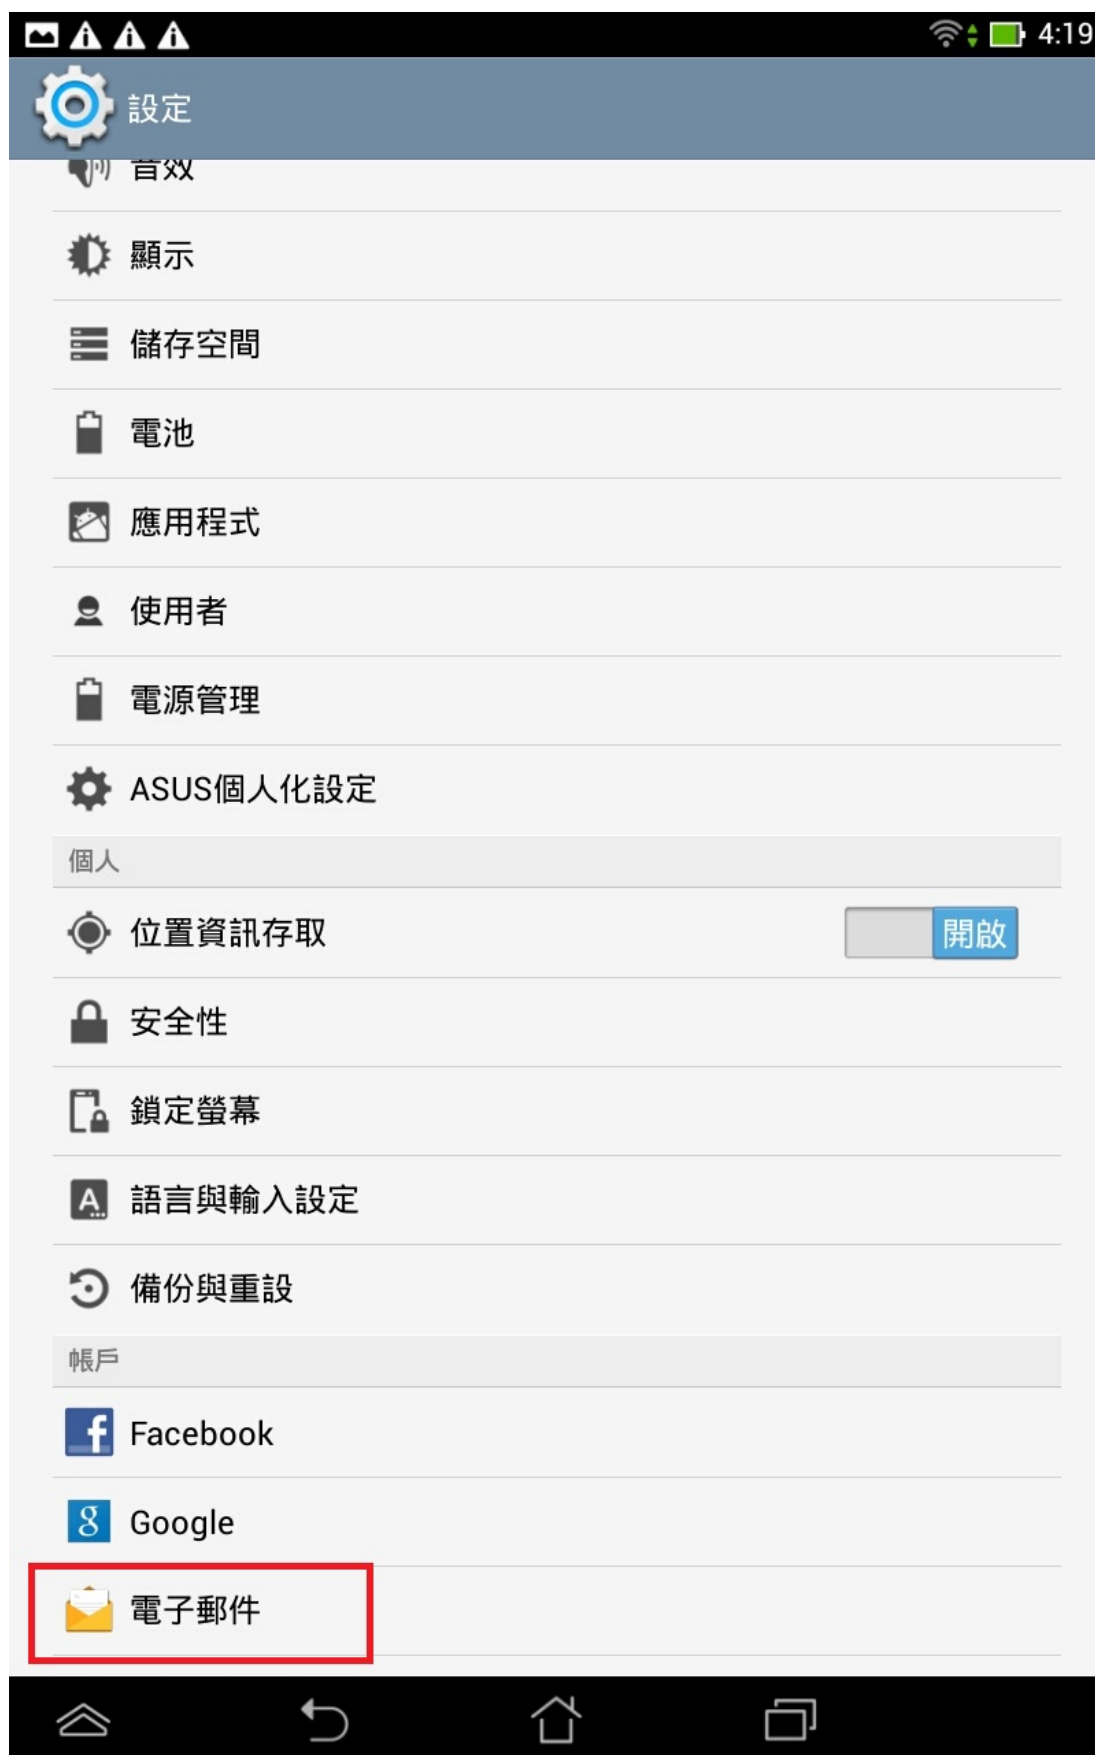 4:19
設定
音效
顯示
儲存空間
電池
應用程式
使用者
電源管理
ASUS個人化設定
個人
位置資訊存取
開啟
安全性
鎖定螢幕
語言與輸入設定
備份與重設
帳戶
Facebook
Google
電子郵件